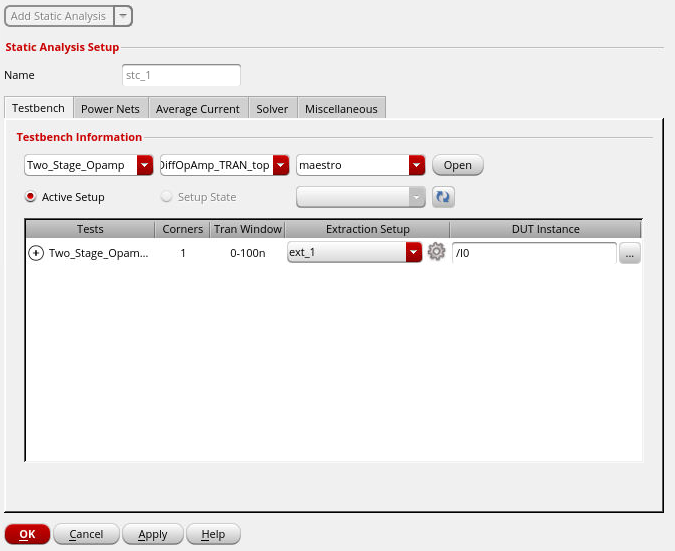 Add Static Analysis
Static Analysis Setup
Name stc_1
Testbench Power Nets Average Current Solver Miscellaneous
Testbench Information
Two_Stage_Opamp DiffOpAmp_TRAN_top maestro Open
Active Setup Setup State
Tests Corners Tran Window Extraction Setup DUT Instance
Two_Stage_Opam... 1 0-100n ext_1 /I0 ...
OK Cancel Apply Help